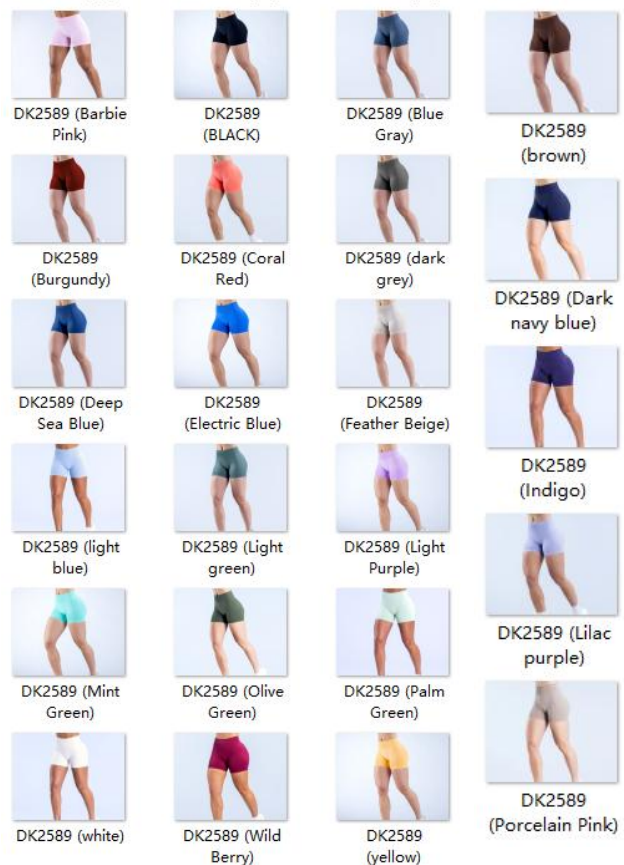 DK2589 (Barbie
Pink)
DK2589
(BLACK)
DK2589 (Blue
Gray)
DK2589
(brown)
DK2589
(Burgundy)
DK2589 (Coral
Red)
DK2589 (dark
grey)
DK2589 (Dark
navy blue)
DK2589 (Deep
Sea Blue)
DK2589
(Electric Blue)
DK2589
(Feather Beige)
DK2589
(Indigo)
DK2589 (light
blue)
DK2589 (Light
green)
DK2589 (Light
Purple)
DK2589 (Lilac
purple)
DK2589 (Mint
Green)
DK2589 (Olive
Green)
DK2589 (Palm
Green)
DK2589
(Porcelain Pink)
DK2589 (white)
DK2589 (Wild
Berry)
DK2589
(yellow)